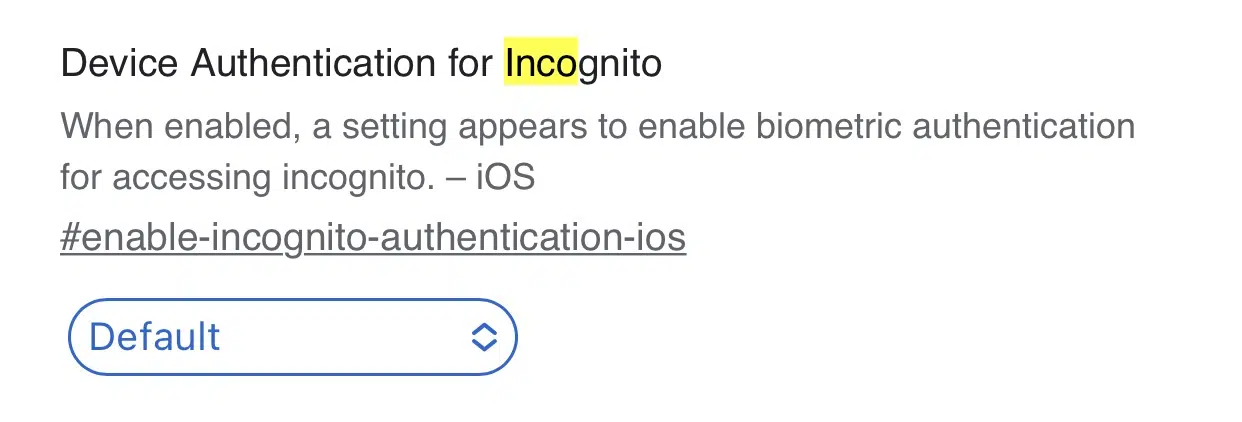 Device Authentication for Incognito
When enabled, a setting appears to enable biometric authentication
for accessing incognito. – iOS
#enable-incognito-authentication-ios
Default